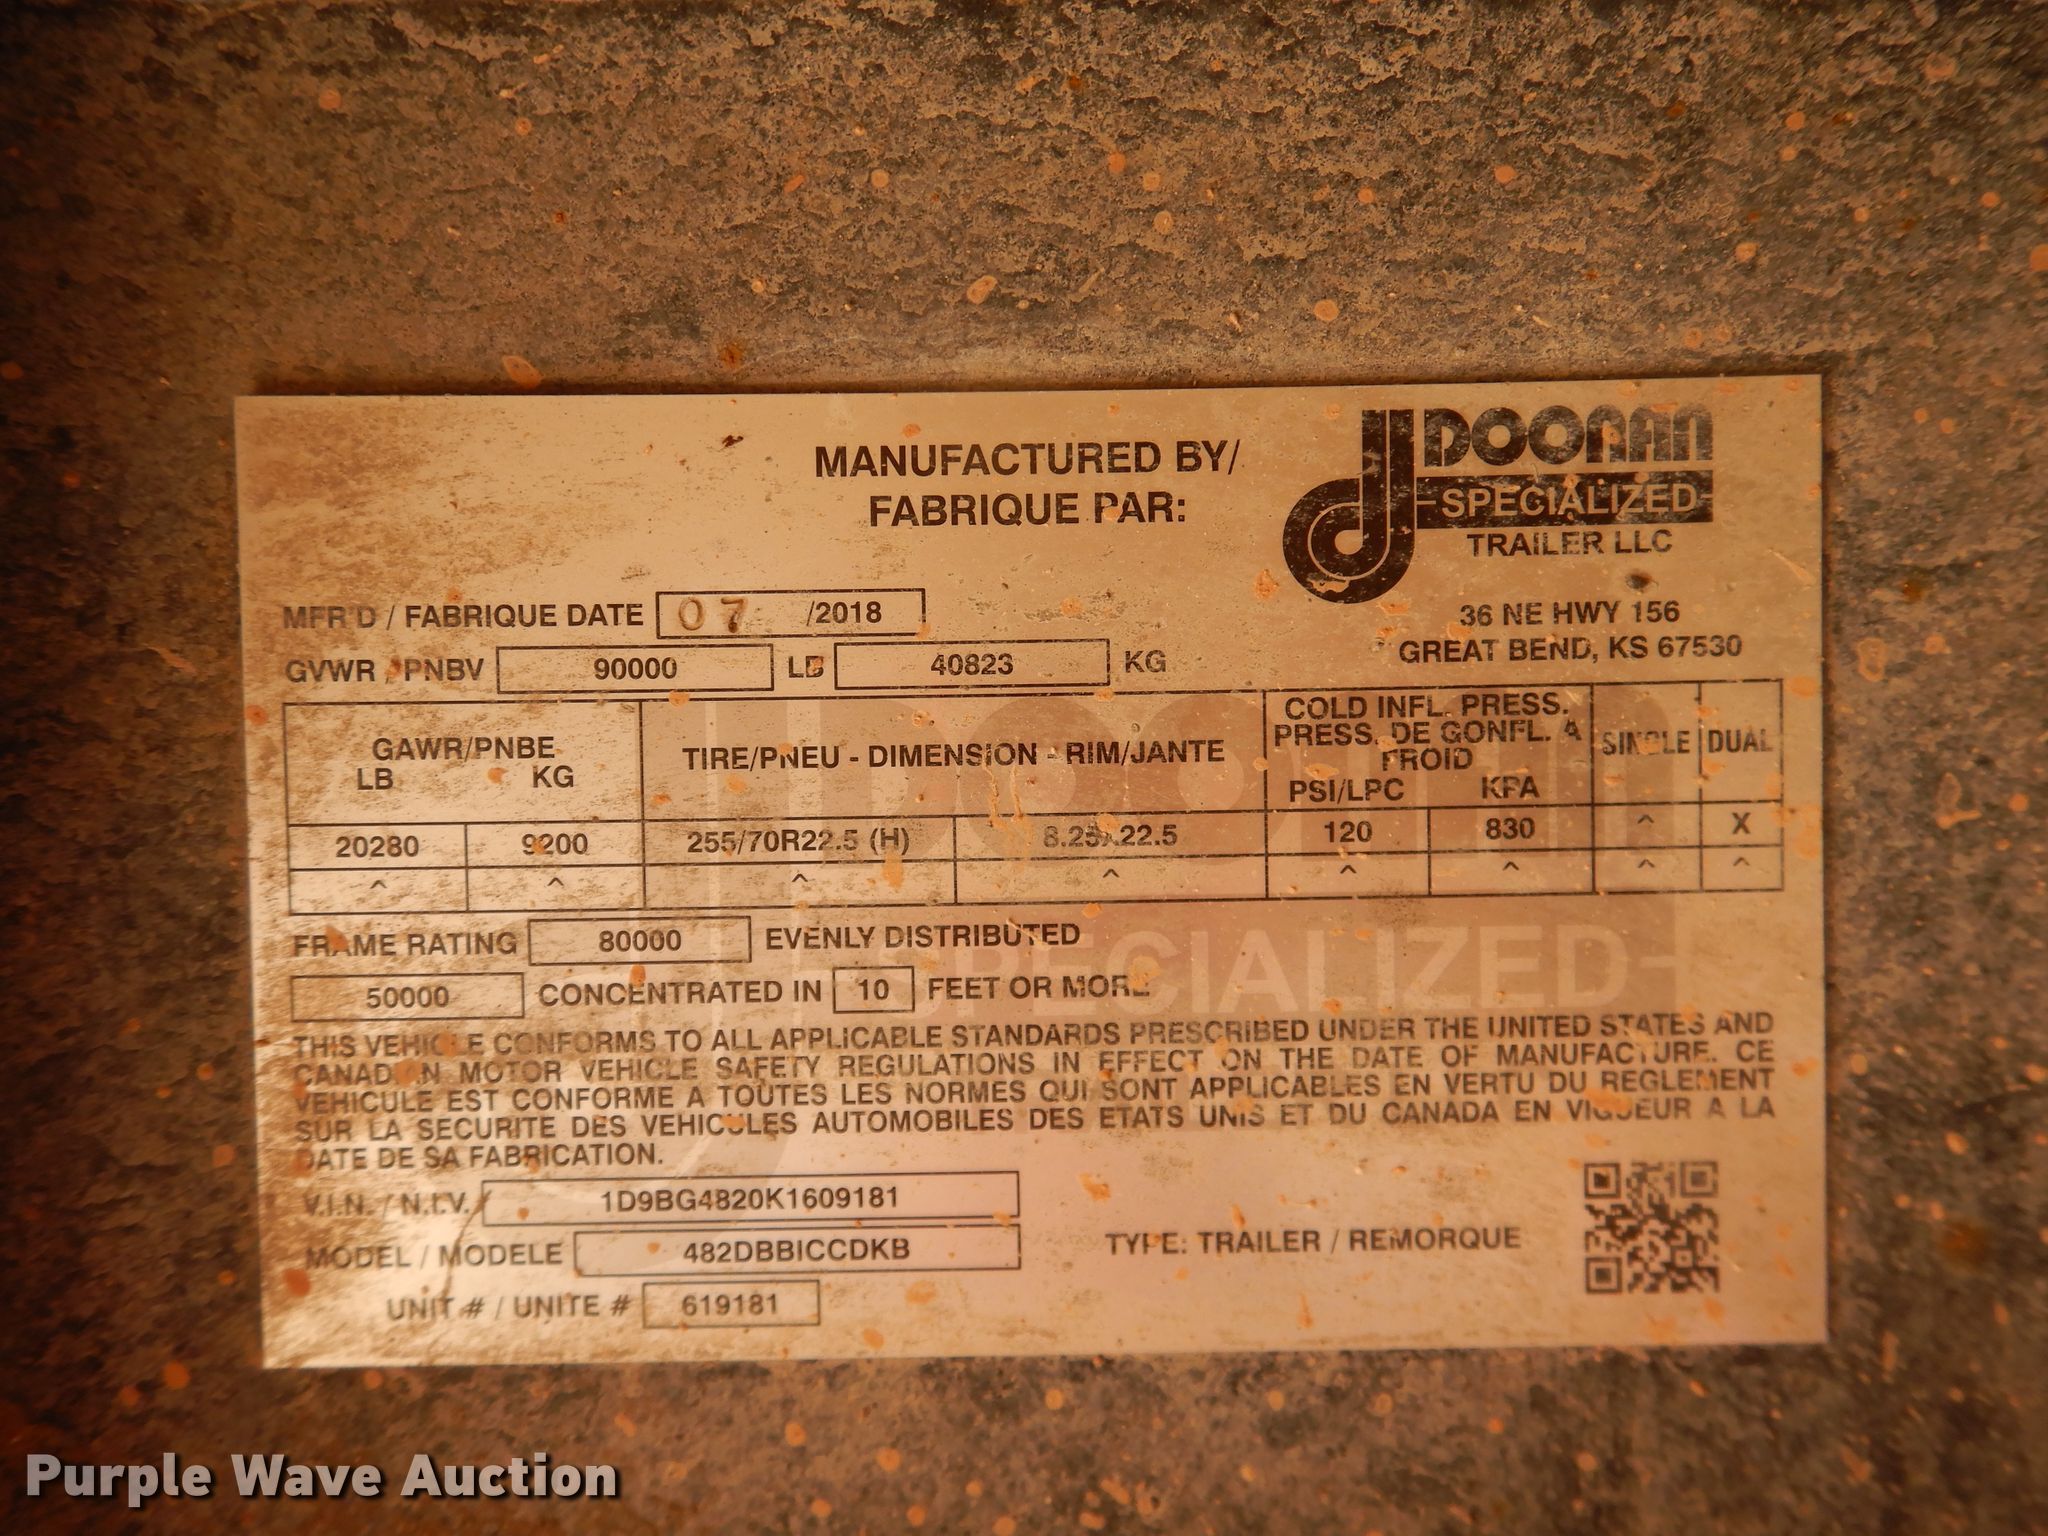 MANUFACTURED BY/
FABRIQUE PAR:
DOONAN
SPECIALIZED
TRAILER LLC
36 NE HWY 156
GREAT BEND, KS 67530
MFR'D / FABRIQUE DATE 07 /2018
GVWR / PNBV 90000 LB 40823 KG
GAWR/PNBE
LB KG
TIRE/PNEU - DIMENSION - RIM/JANTE
COLD INFL. PRESS.
PRESS. DE GONFL. A
FROID
PSI/LPC KPA
SINGLE DUAL
20280 9200 255/70R22.5 (H) 8.25X22.5 120 830 ^ X
^ ^ ^ ^ ^ ^ ^ ^
FRAME RATING 80000 EVENLY DISTRIBUTED
50000 CONCENTRATED IN 10 FEET OR MORE
THIS VEHICLE CONFORMS TO ALL APPLICABLE STANDARDS PRESCRIBED UNDER THE UNITED STATES AND
CANADIAN MOTOR VEHICLE SAFETY REGULATIONS IN EFFECT ON THE DATE OF MANUFACTURE. CE
VEHICULE EST CONFORME A TOUTES LES NORMES QUI SONT APPLICABLES EN VERTU DU REGLEMENT
SUR LA SECURITE DES VEHICULES AUTOMOBILES DES ETATS UNIS ET DU CANADA EN VIGUEUR A LA
DATE DE SA FABRICATION.
V.I.N. / N.I.V. 1D9BG4820K1609181
MODEL / MODELE 482DBBICCDKB
TYPE: TRAILER / REMORQUE
UNIT # / UNITE # 619181
DOONAN
SPECIALIZED
Purple Wave Auction